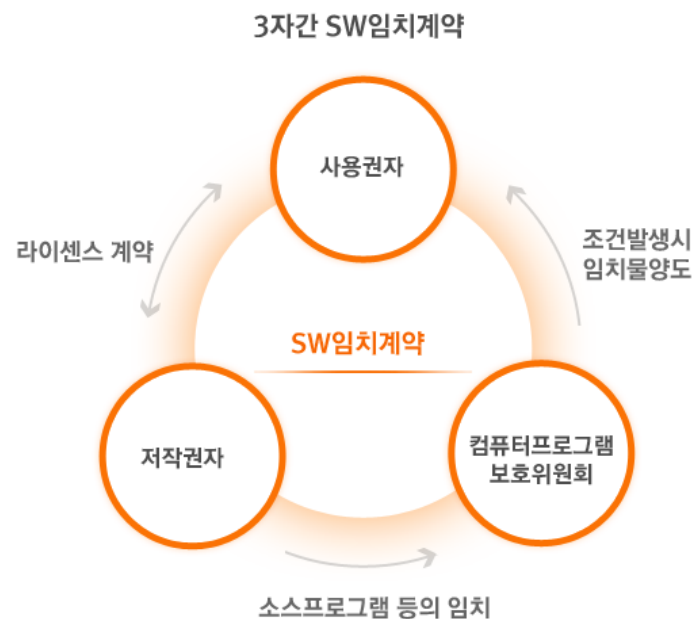 3자간 SW임치계약
사용권자
라이센스 계약
조건발생시
임치물양도
SW임치계약
저작권자
컴퓨터프로그램
보호위원회
소스프로그램 등의 임치